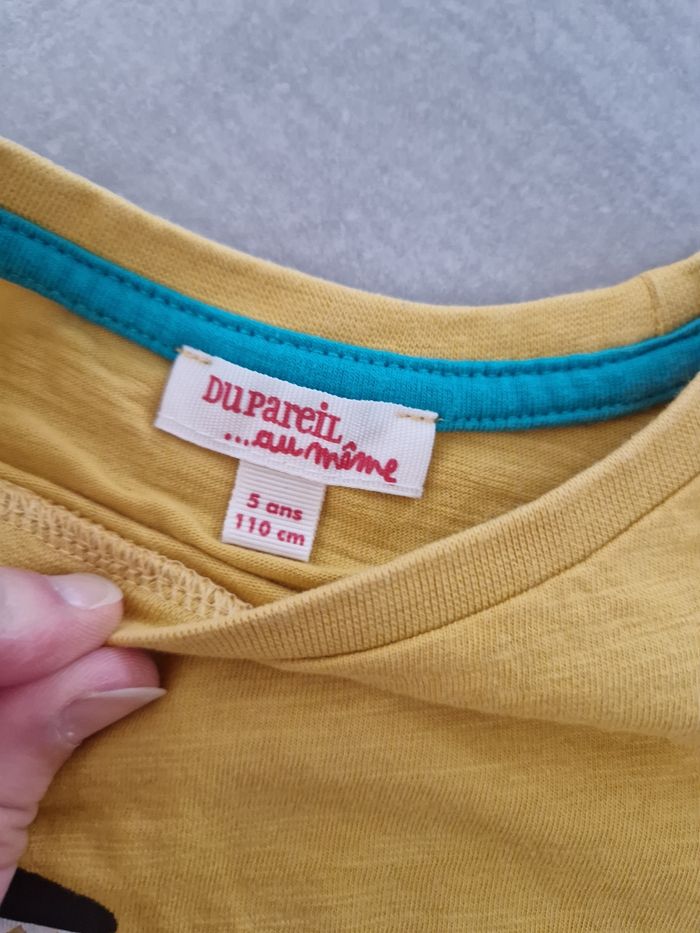 DUPareiL
...au même
5 ans
110 cm